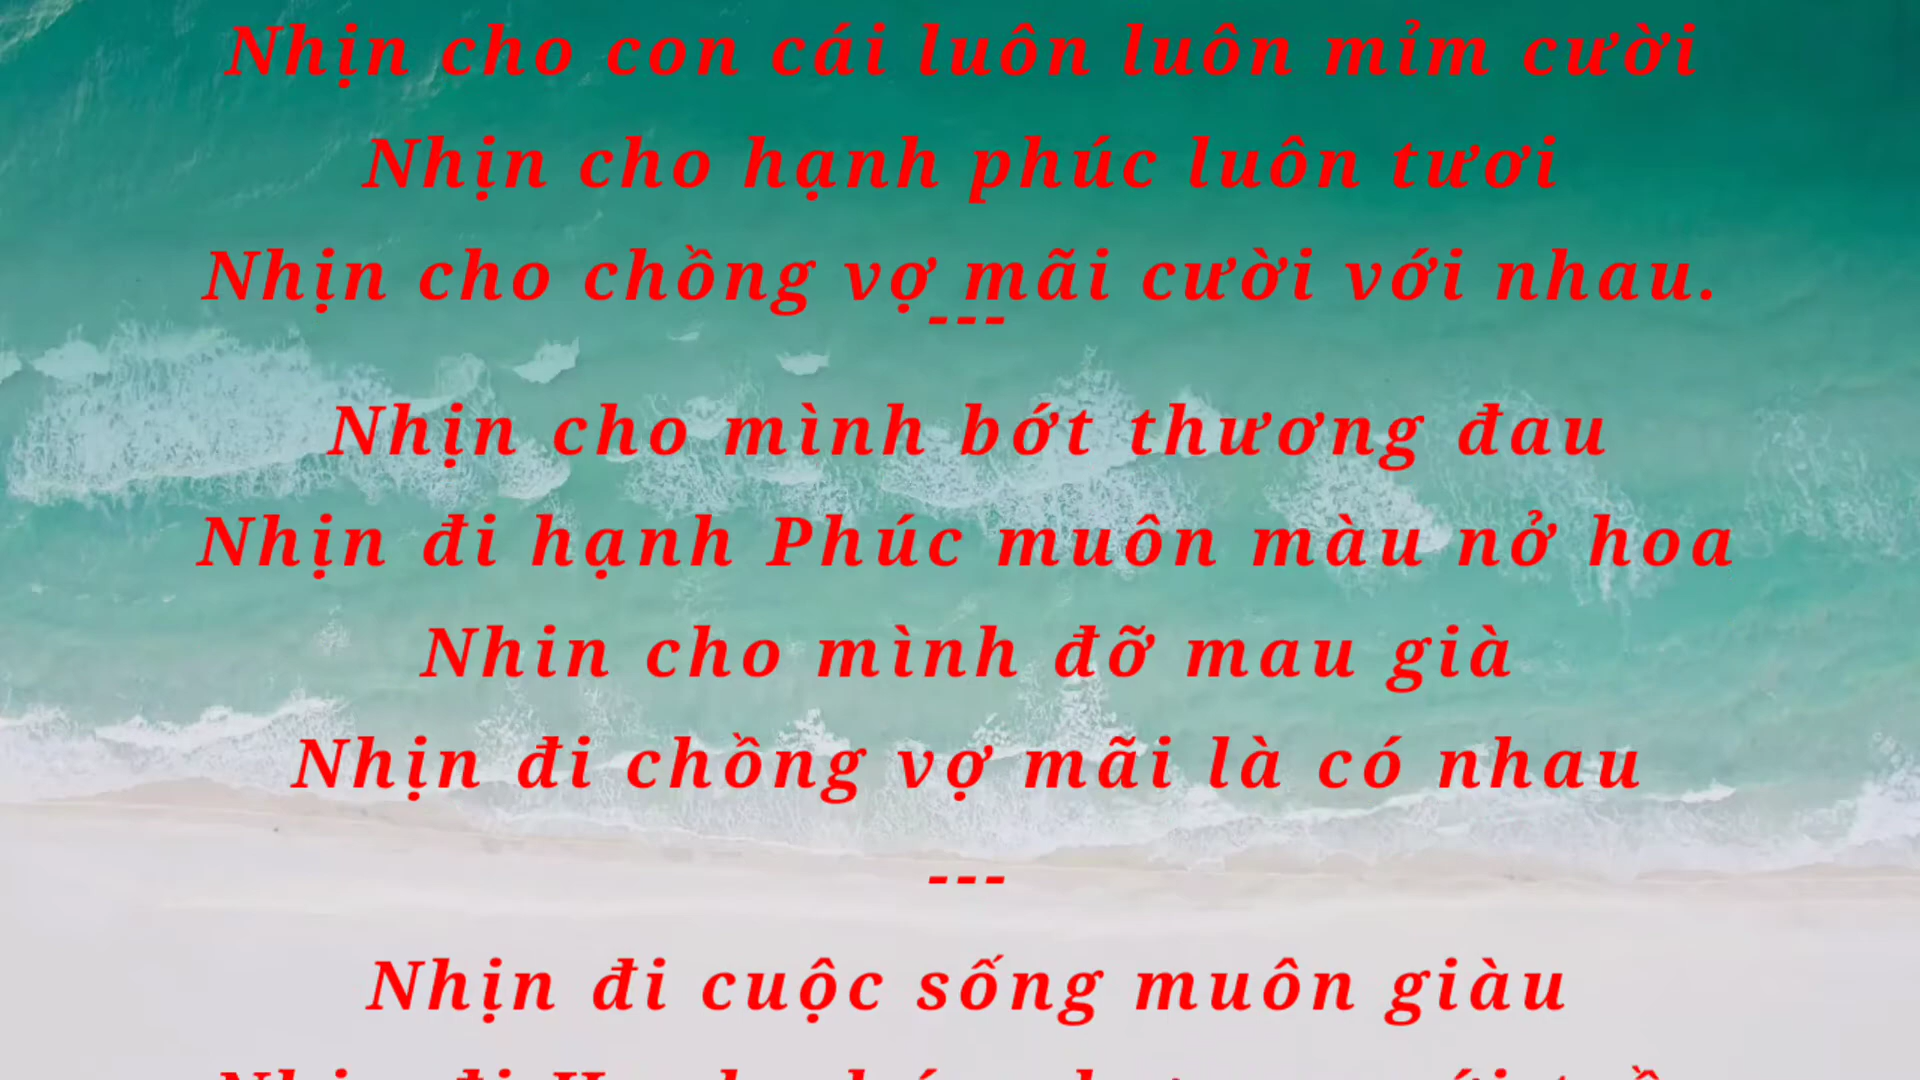 Nhịn cho con cái luôn luôn mỉm cười
Nhịn cho hạnh phúc luôn tươi
Nhịn cho chồng vợ mãi cười với nhau.
---
Nhịn cho mình bớt thương đau
Nhịn đi hạnh Phúc muôn màu nở hoa
Nhin cho mình đỡ mau già
Nhịn đi chồng vợ mãi là có nhau
---
Nhịn đi cuộc sống muôn giàu
Nhịn đi